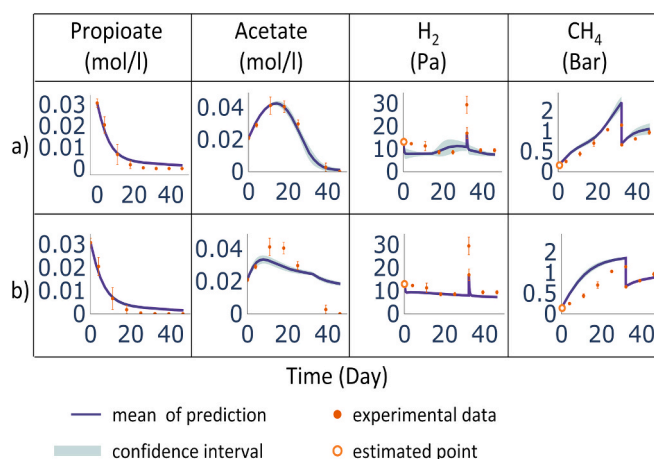 Propioate Acetate H₂ CH₄
(mol/l) (mol/l) (Pa) (Bar)
a)
0.03
0.02
0.01
0
0 20 40
0.04
0.02
0
0 20 40
30
20
10
0
0 20 40
2
1
0.5
0
0 20 40
b)
0.03
0.02
0.01
0
0 20 40
0.04
0.02
0
0 20 40
30
20
10
0
0 20 40
2
1
0.5
0
0 20 40
Time (Day)
mean of prediction experimental data
confidence interval estimated point